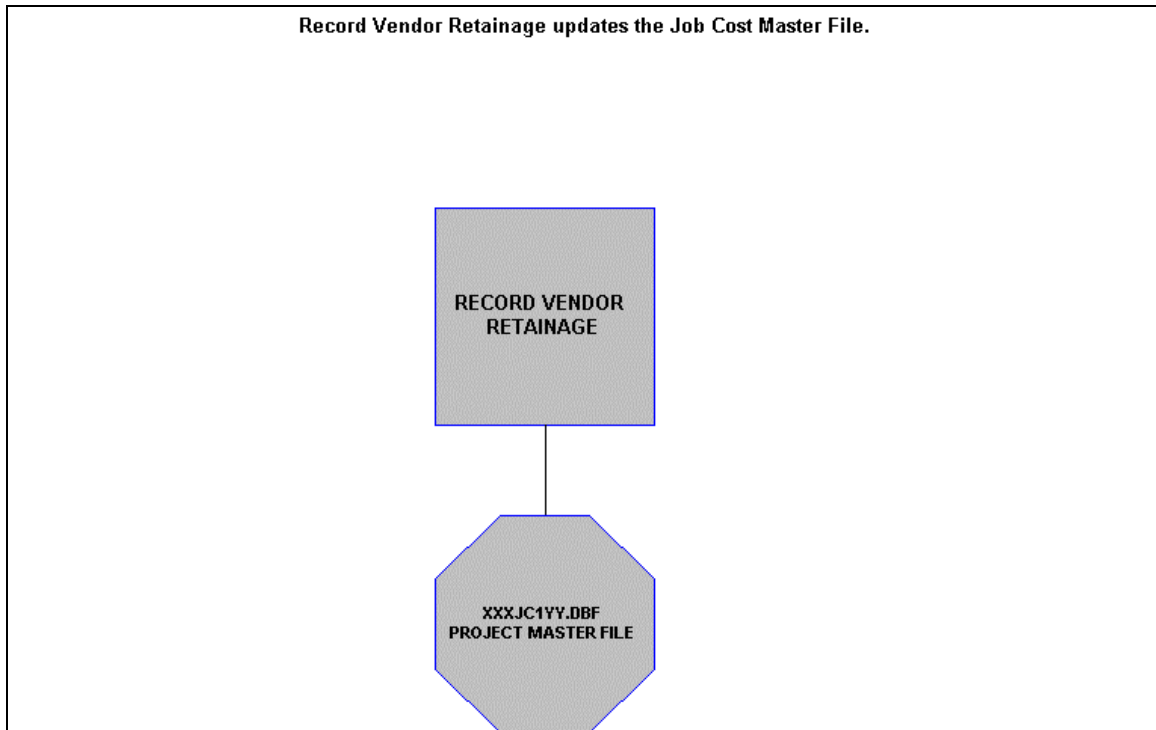 Record Vendor Retainage updates the Job Cost Master File.
RECORD VENDOR
RETAINAGE
XXXJC1YY.DBF
PROJECT MASTER FILE